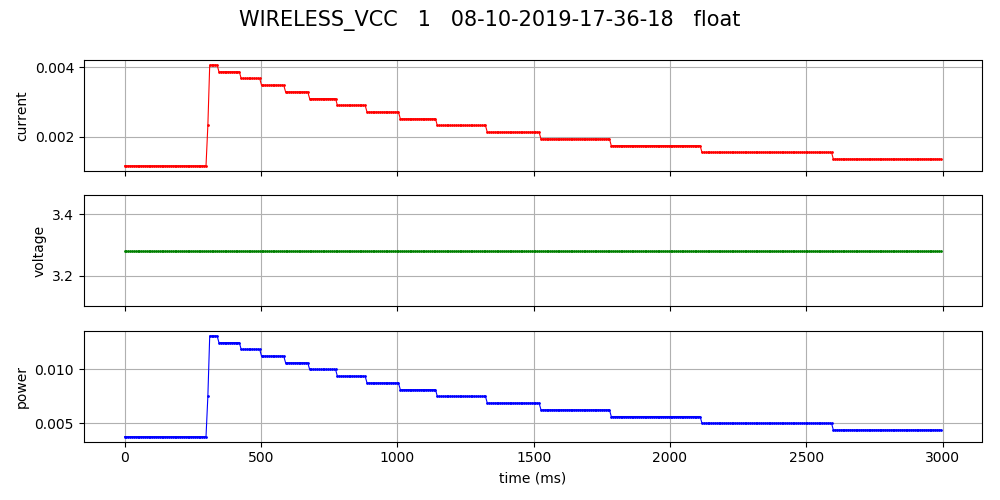 WIRELESS_VCC 1 08-10-2019-17-36-18 float
0.004
0.002
current
3.4
3.2
voltage
0.010
0.005
power
0 500 1000 1500 2000 2500 3000
time (ms)